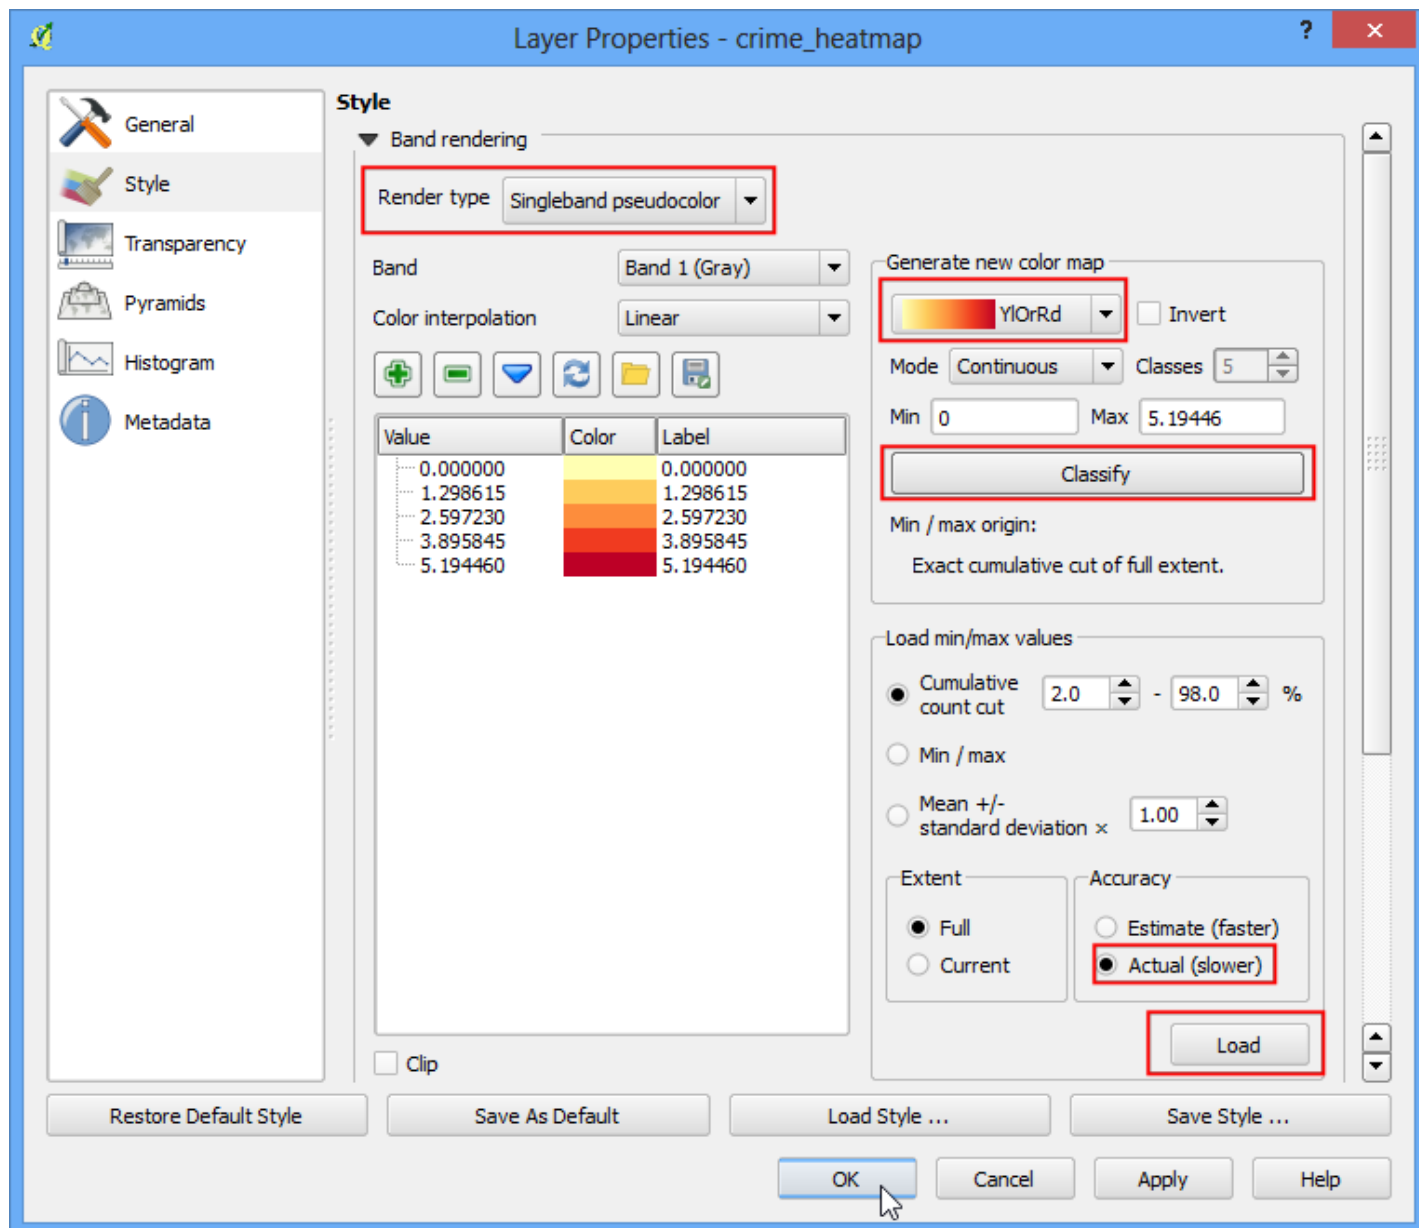 Layer Properties - crime_heatmap
?
×
General
Style
Transparency
Pyramids
Histogram
Metadata
Style
Band rendering
Render type Singleband pseudocolor
Band Band 1 (Gray)
Color interpolation Linear
Value Color Label
0.000000 0.000000
1.298615 1.298615
2.597230 2.597230
3.895845 3.895845
5.194460 5.194460
Clip
Generate new color map
YlOrRd Invert
Mode Continuous Classes 5
Min 0 Max 5.19446
Classify
Min / max origin:
Exact cumulative cut of full extent.
Load min/max values
Cumulative
count cut 2.0 - 98.0 %
Min / max
Mean +/-
standard deviation × 1.00
Extent
Full
Current
Accuracy
Estimate (faster)
Actual (slower)
Load
Restore Default Style Save As Default Load Style ... Save Style ...
OK Cancel Apply Help